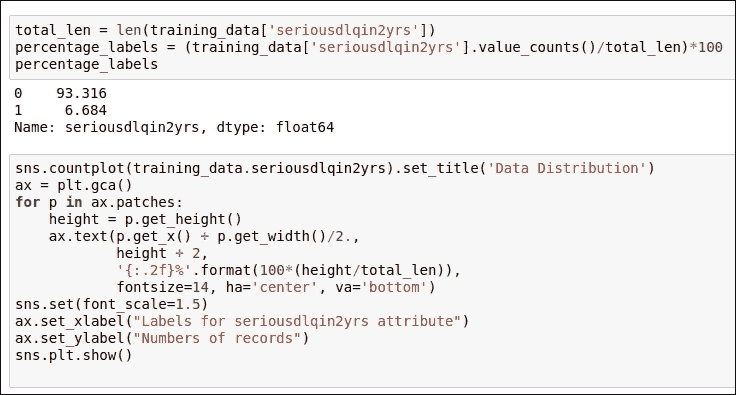 total_len = len(training_data['seriousdlqin2yrs'])
percentage_labels = (training_data['seriousdlqin2yrs'].value_counts()/total_len)*100
percentage_labels
0    93.316
1     6.684
Name: seriousdlqin2yrs, dtype: float64
sns.countplot(training_data.seriousdlqin2yrs).set_title('Data Distribution')
ax = plt.gca()
for p in ax.patches:
    height = p.get_height()
    ax.text(p.get_x() + p.get_width()/2.,
            height + 2,
            '{:.2f}%'.format(100*(height/total_len)),
            fontsize=14, ha='center', va='bottom')
sns.set(font_scale=1.5)
ax.set_xlabel("Labels for seriousdlqin2yrs attribute")
ax.set_ylabel("Numbers of records")
sns.plt.show()